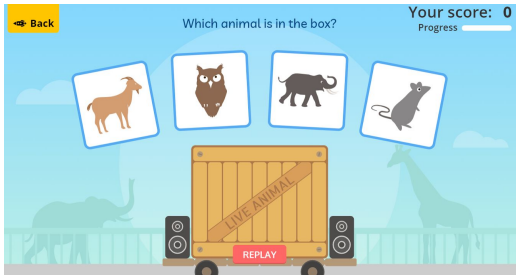 Back
Which animal is in the box?
Your score: 0
Progress
LIVE ANIMAL
REPLAY